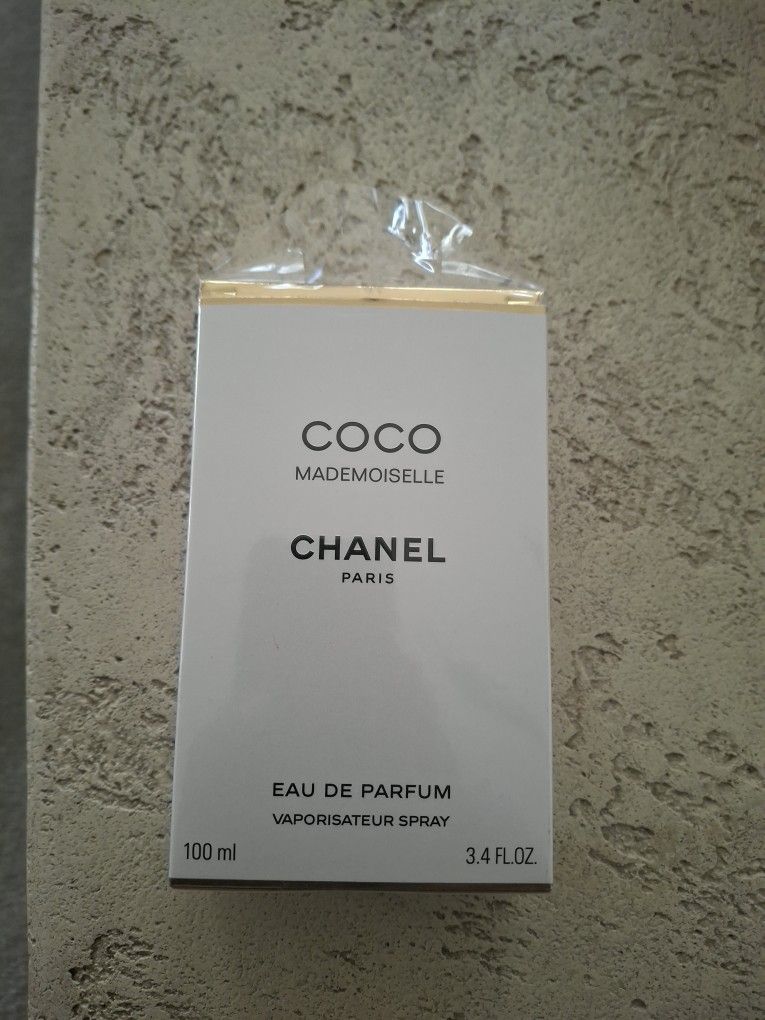 COCO
MADEMOISELLE
CHANEL
PARIS
EAU DE PARFUM
VAPORISATEUR SPRAY
100 ml 3.4 FL.OZ.